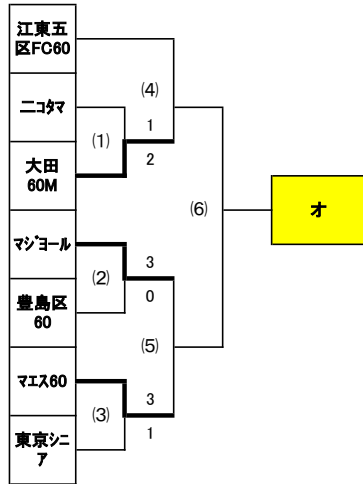 江東五
区FC60
二コタマ
大田
60M
マジョール
豊島区
60
マエス60
東京シニ
ア
(1)
(2)
(3)
(4)
1
2
3
0
(5)
3
1
(6)
オ